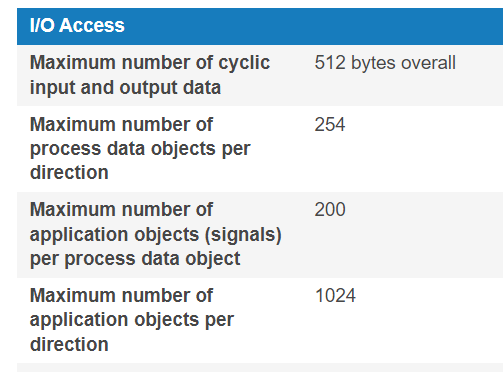 I/O Access
Maximum number of cyclic 512 bytes overall
input and output data
Maximum number of 254
process data objects per
direction
Maximum number of 200
application objects (signals)
per process data object
Maximum number of 1024
application objects per
direction